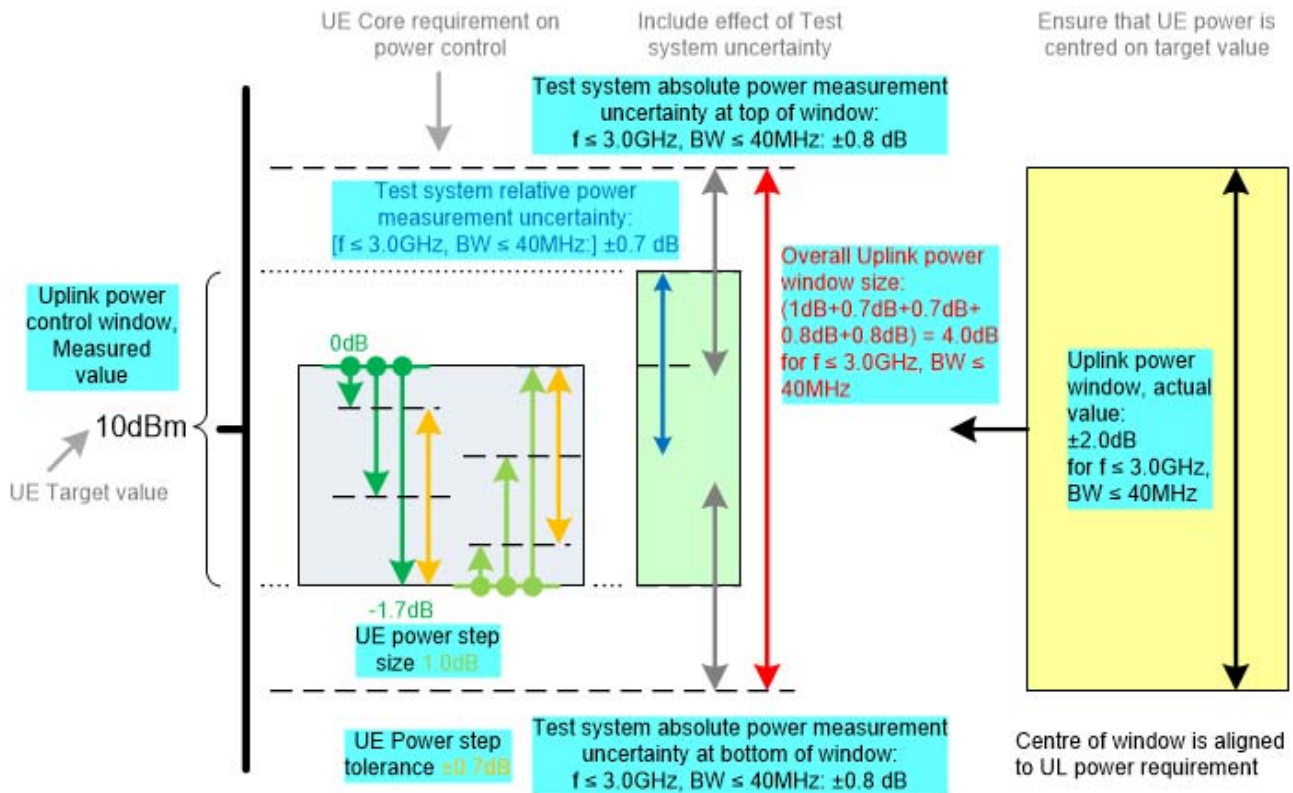 UE Core requirement on
power control
Include effect of Test
system uncertainty
Ensure that UE power is
centred on target value
Test system absolute power measurement
uncertainty at top of window:
f ≤ 3.0GHz, BW ≤ 40MHz: ±0.8 dB
Test system relative power
measurement uncertainty:
[f ≤ 3.0GHz, BW ≤ 40MHz:] ±0.7 dB
Uplink power
control window,
Measured
value
10dBm
UE Target value
0dB
-1.7dB
UE power step
size 1.0dB
UE Power step
tolerance ±0.7dB
Overall Uplink power
window size:
(1dB+0.7dB+0.7dB+
0.8dB+0.8dB) = 4.0dB
for f ≤ 3.0GHz, BW ≤
40MHz
Test system absolute power measurement
uncertainty at bottom of window:
f ≤ 3.0GHz, BW ≤ 40MHz: ±0.8 dB
Uplink power
window, actual
value:
±2.0dB
for f ≤ 3.0GHz,
BW ≤ 40MHz
Centre of window is aligned
to UL power requirement